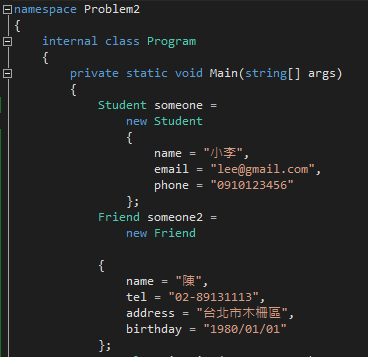 namespace Problem2
{
    internal class Program
    {
        private static void Main(string[] args)
        {
            Student someone =
                new Student
                {
                    name = "小李",
                    email = "lee@gmail.com",
                    phone = "0910123456"
                };
            Friend someone2 =
                new Friend
            {
                name = "陳",
                tel = "02-89131113",
                address = "台北市木柵區",
                birthday = "1980/01/01"
            };